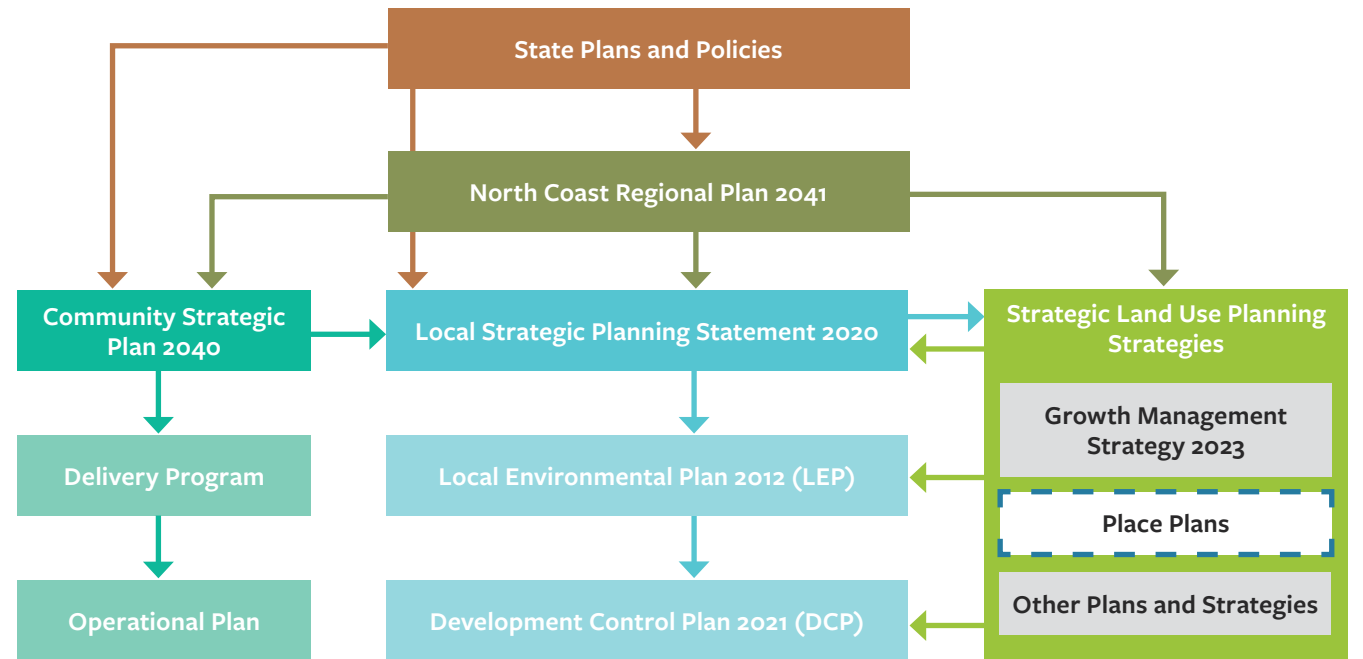 State Plans and Policies
North Coast Regional Plan 2041
Community Strategic
Plan 2040
Local Strategic Planning Statement 2020
Strategic Land Use Planning
Strategies
Growth Management
Strategy 2023
Delivery Program
Local Environmental Plan 2012 (LEP)
Place Plans
Operational Plan
Development Control Plan 2021 (DCP)
Other Plans and Strategies